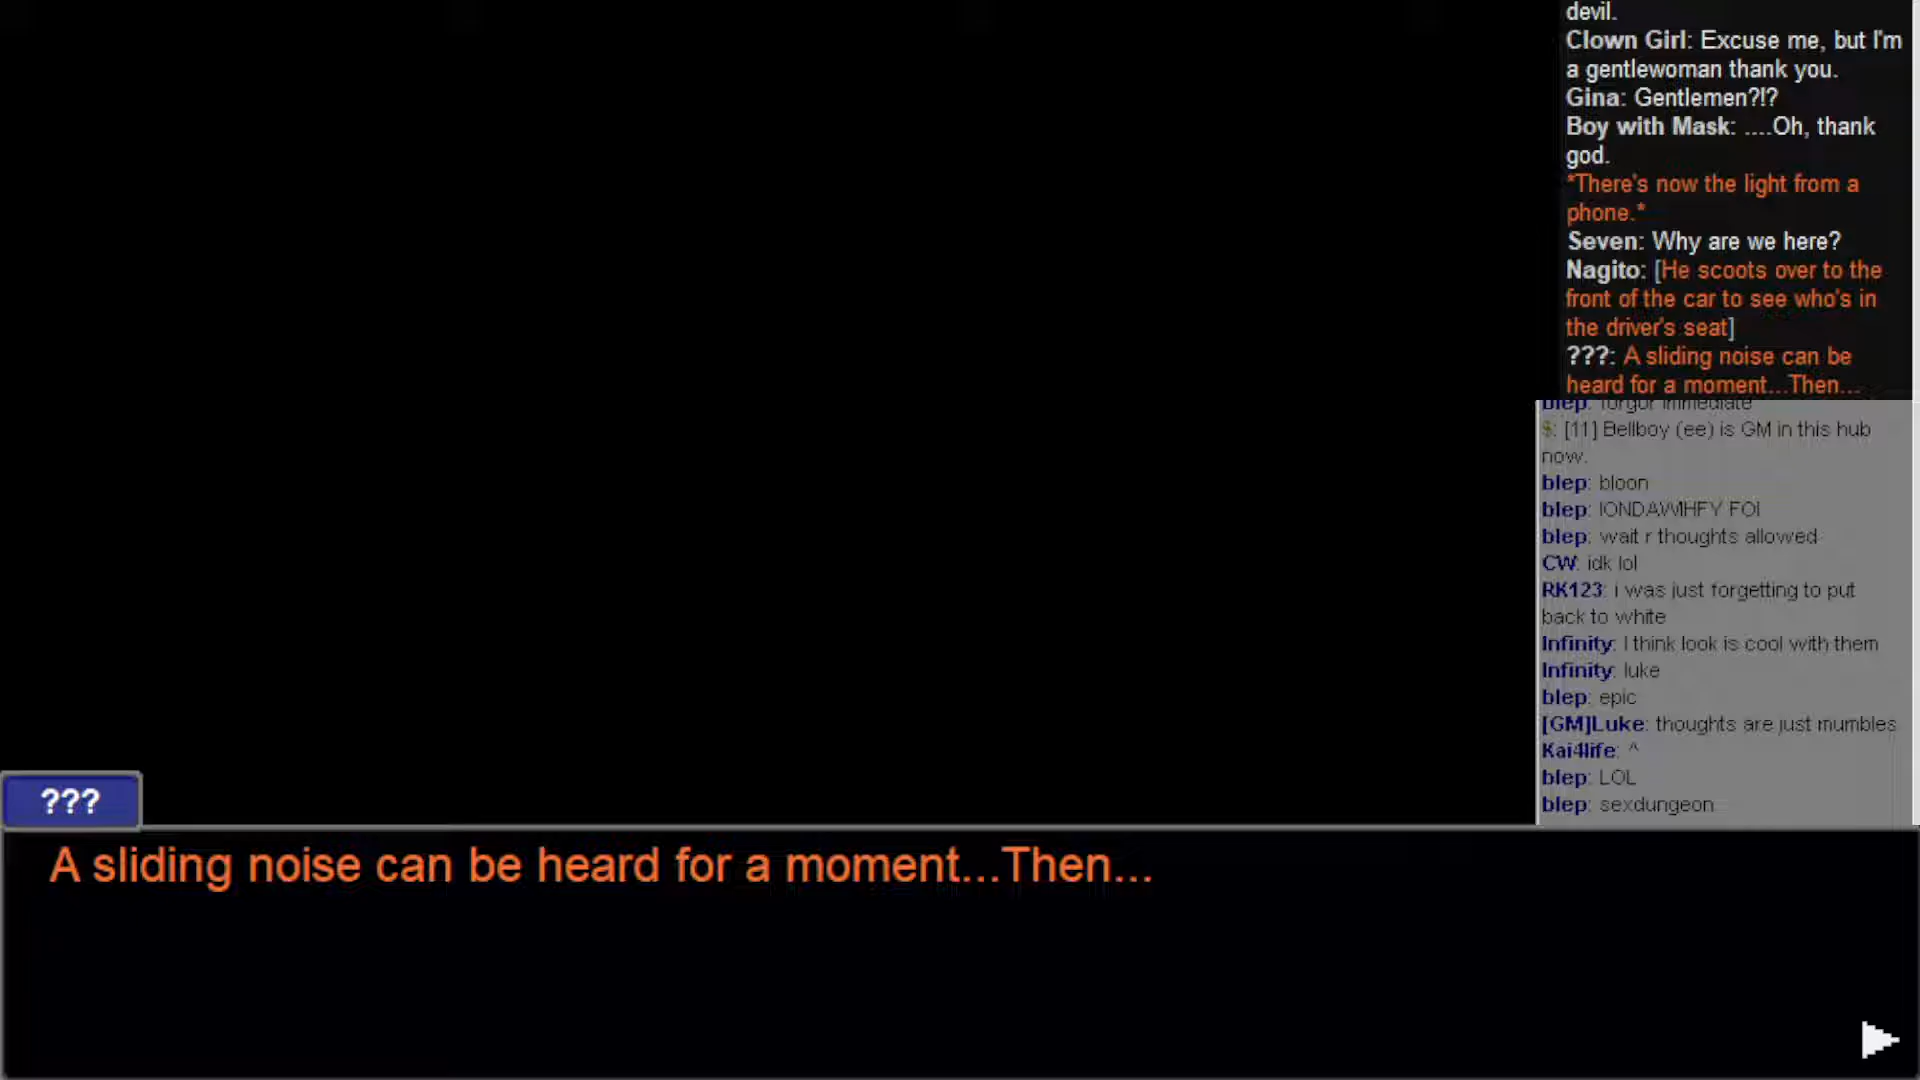 devil.
Clown Girl: Excuse me, but I'm
a gentlewoman thank you.
Gina: Gentlemen?!?
Boy with Mask: ....Oh, thank
god.
*There's now the light from a
phone.*
Seven: Why are we here?
Nagito: [He scoots over to the
front of the car to see who's in
the driver's seat]
???: A sliding noise can be
heard for a moment...Then...
blep: forgor immediate
$: [11] Bellboy (ee) is GM in this hub
now.
blep: bloon
blep: IONDAWIHFY FOI
blep: wait r thoughts allowed
CW: idk lol
RK123: i was just forgetting to put
back to white
Infinity: I think look is cool with them
Infinity: luke
blep: epic
[GM]Luke: thoughts are just mumbles
Kai4life: ^
blep: LOL
blep: sexdungeon
???
A sliding noise can be heard for a moment...Then...